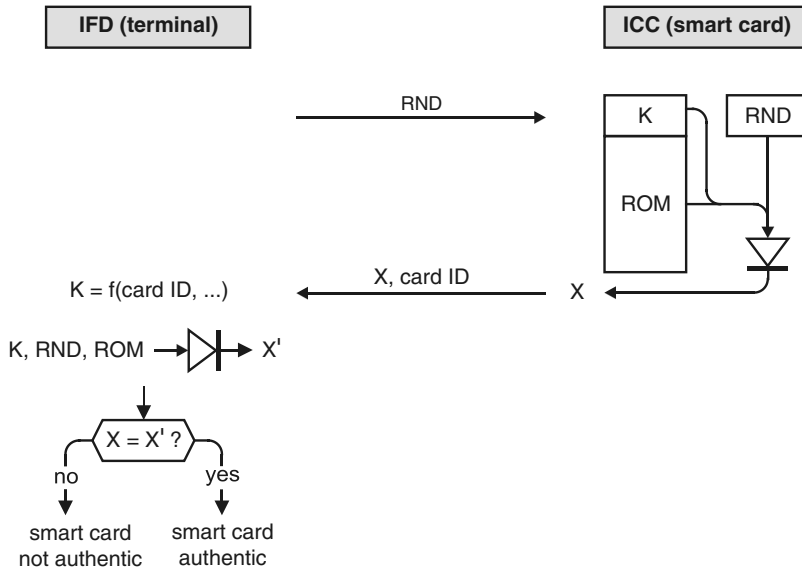 IFD (terminal)
ICC (smart card)
RND
K
RND
ROM
X, card ID
X
K = f(card ID, ...)
K, RND, ROM
X'
X = X' ?
no
yes
smart card
not authentic
smart card
authentic